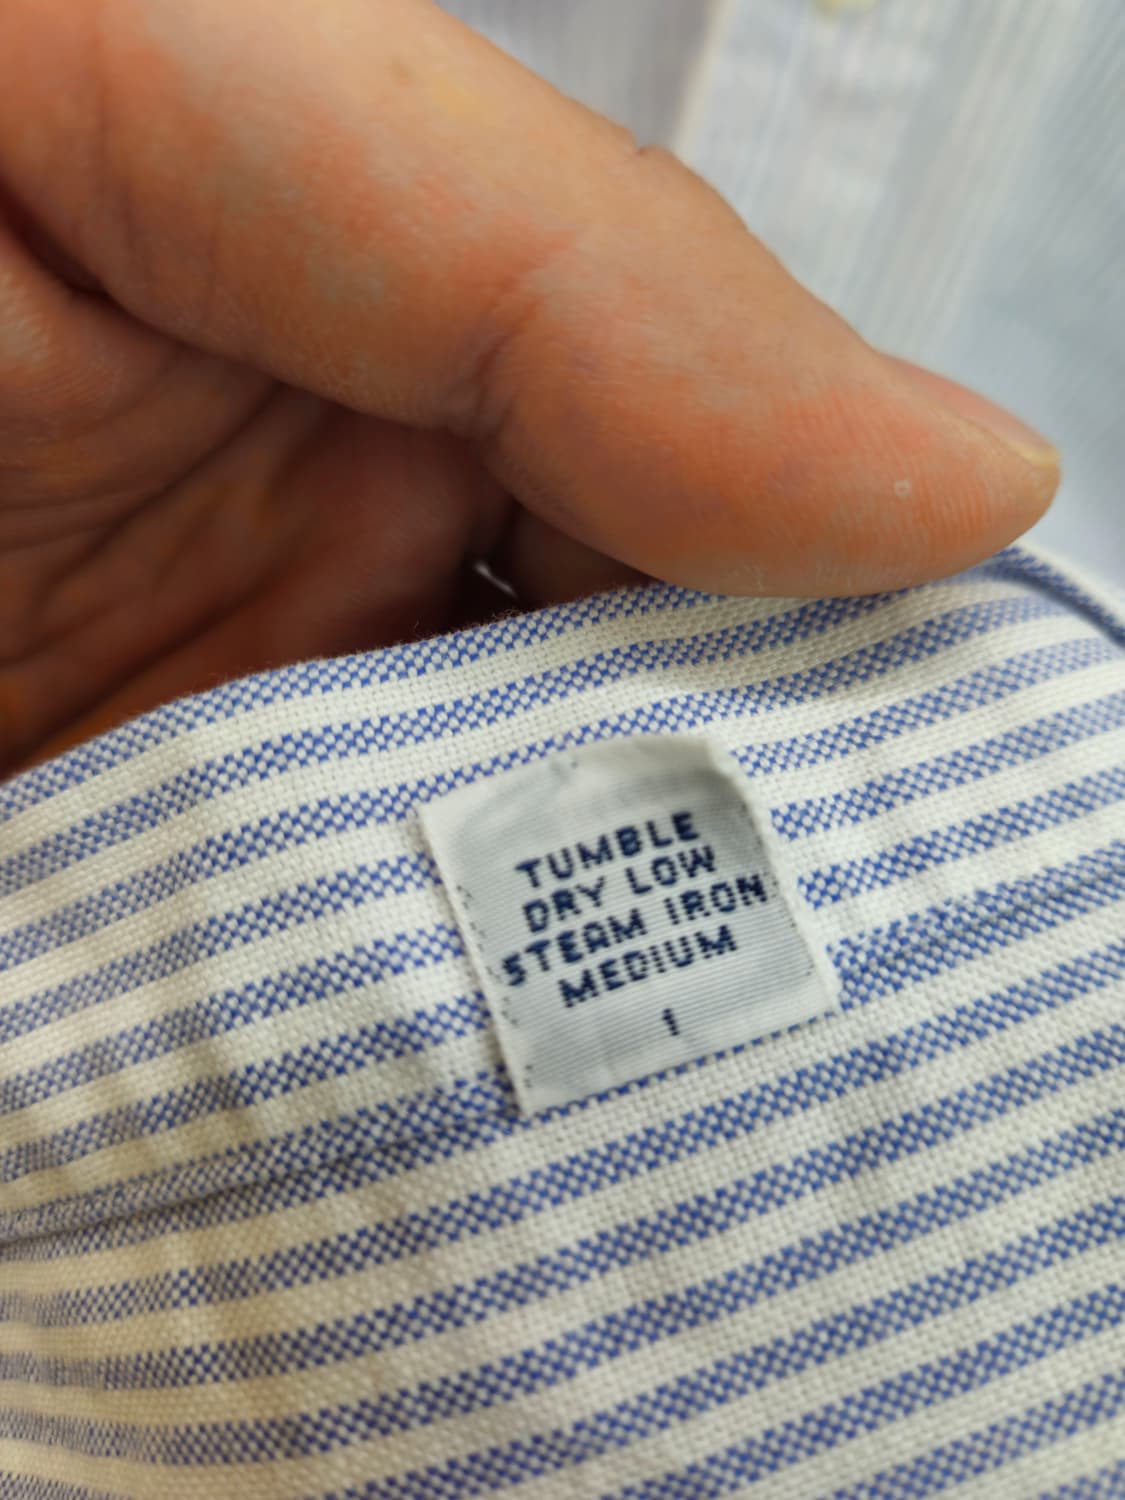 TUMBLE
DRY LOW
STEAM IRON
MEDIUM
1